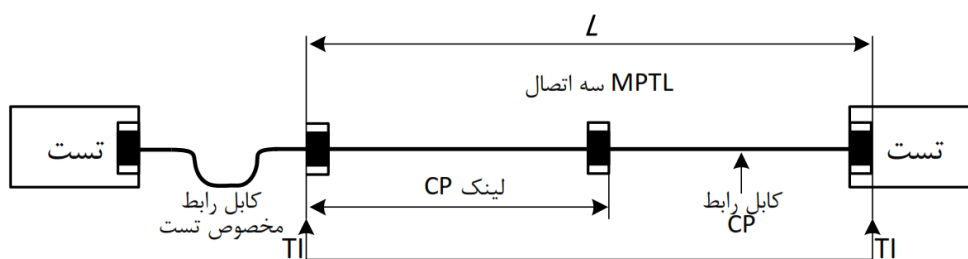 L
MPTL سه اتصال
تست
تست
کابل رابط
مخصوص تست
لینک CP
کابل رابط
CP
TI
TI